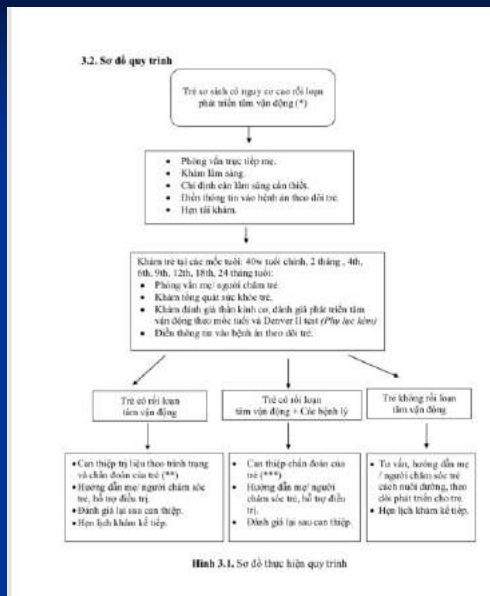 3.2. Sơ đồ quy trình
Trẻ sơ sinh có nguy cơ cao rối loạn
phát triển tâm vận động (*)
• Phỏng vấn trực tiếp mẹ.
• Khám lâm sàng.
• Chỉ định cận lâm sàng cần thiết.
• Điền thông tin vào bệnh án theo dõi trẻ.
• Hẹn tái khám.
Khám trẻ tại các mốc tuổi: 40w tuổi chỉnh, 2 tháng, 4th,
6th, 9th, 12th, 18th, 24 tháng tuổi:
• Phỏng vấn mẹ/ người chăm trẻ.
• Khám tổng quát sức khỏe trẻ.
• Khám đánh giá thần kinh cơ, đánh giá phát triển tâm
vận động theo mốc tuổi và Denver II test (Phụ lục kèm)
• Điền thông tin vào bệnh án theo dõi trẻ.
Trẻ có rối loạn
tâm vận động
Trẻ có rối loạn
tâm vận động + Các bệnh lý
Trẻ không rối loạn
tâm vận động
• Can thiệp trị liệu theo trình trạng
và chẩn đoán của trẻ (**)
• Hướng dẫn mẹ/ người chăm sóc
trẻ, hỗ trợ điều trị.
• Đánh giá lại sau can thiệp.
• Hẹn lịch khám kế tiếp.
• Can thiệp chẩn đoán của
trẻ (***)
• Hướng dẫn mẹ/ người
chăm sóc trẻ, hỗ trợ điều
trị.
• Đánh giá lại sau can thiệp.
• Tư vấn, hướng dẫn mẹ
/ người chăm sóc trẻ
cách nuôi dưỡng, theo
dõi phát triển cho trẻ.
• Hẹn lịch khám kế tiếp.
Hình 3.1. Sơ đồ thực hiện quy trình